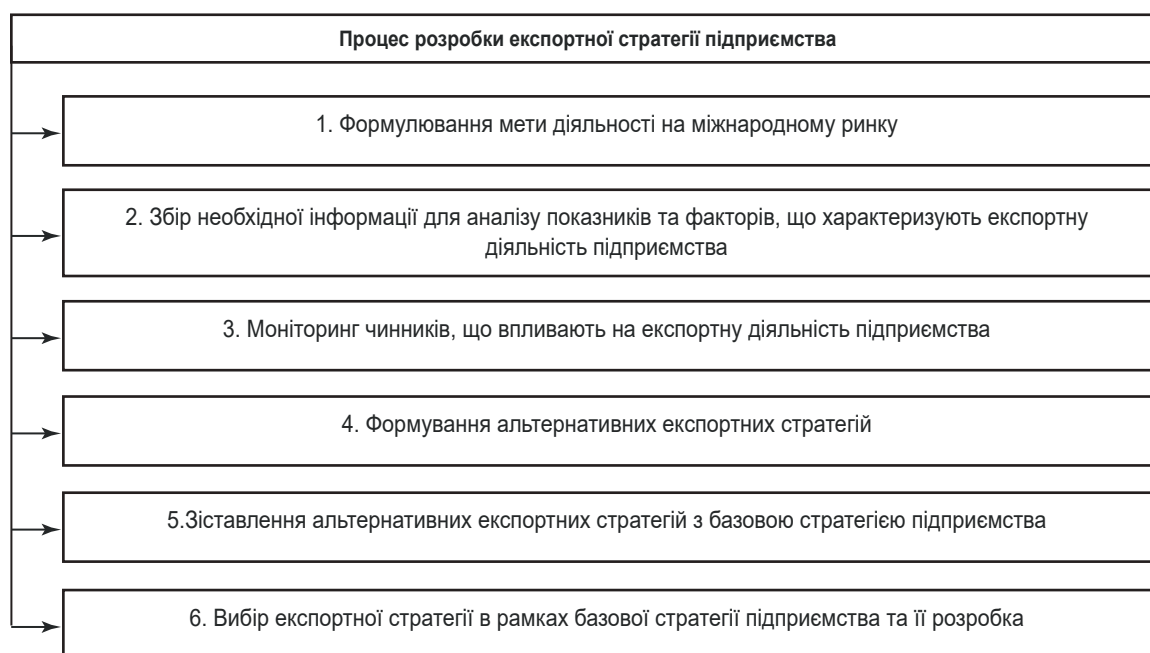 Процес розробки експортної стратегії підприємства
1. Формулювання мети діяльності на міжнародному ринку
2. Збір необхідної інформації для аналізу показників та факторів, що характеризують експортну
діяльність підприємства
3. Моніторинг чинників, що впливають на експортну діяльність підприємства
4. Формування альтернативних експортних стратегій
5.Зіставлення альтернативних експортних стратегій з базовою стратегією підприємства
6. Вибір експортної стратегії в рамках базової стратегії підприємства та її розробка